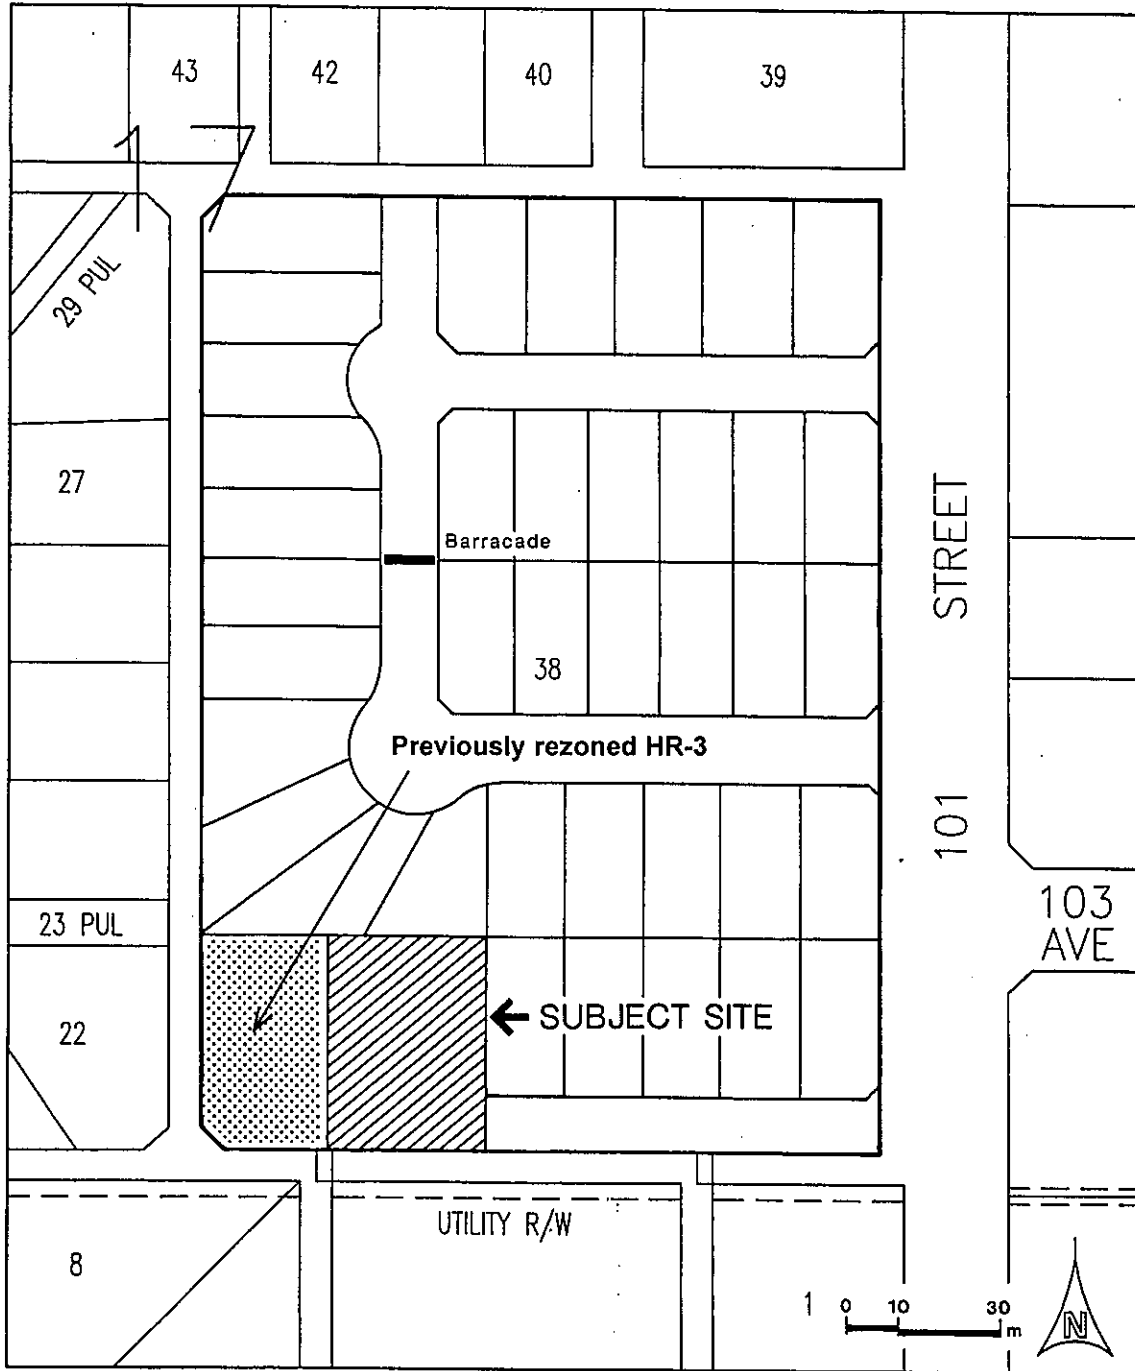 43
42
40
39
17
29 PUL
27
Barracade
STREET
38
Previously rezoned HR-3
101
103
AVE
23 PUL
22
SUBJECT SITE
UTILITY R/W
8
1
0 10 30
m
N